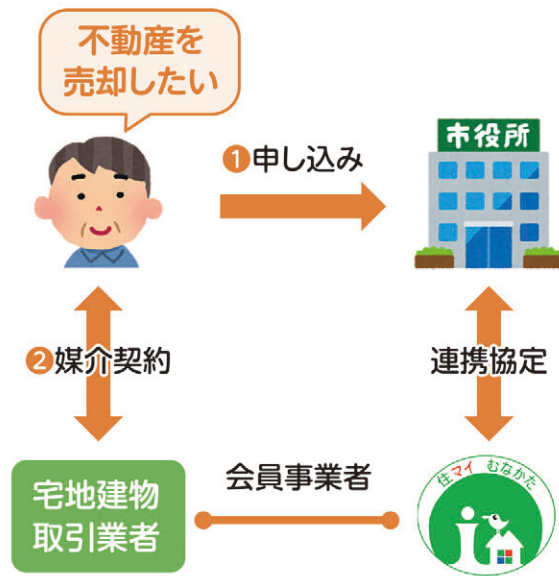 不動産を
売却したい
❶申し込み
市役所
❷媒介契約
連携協定
宅地建物
取引業者
会員事業者
住マイ むなかた
i